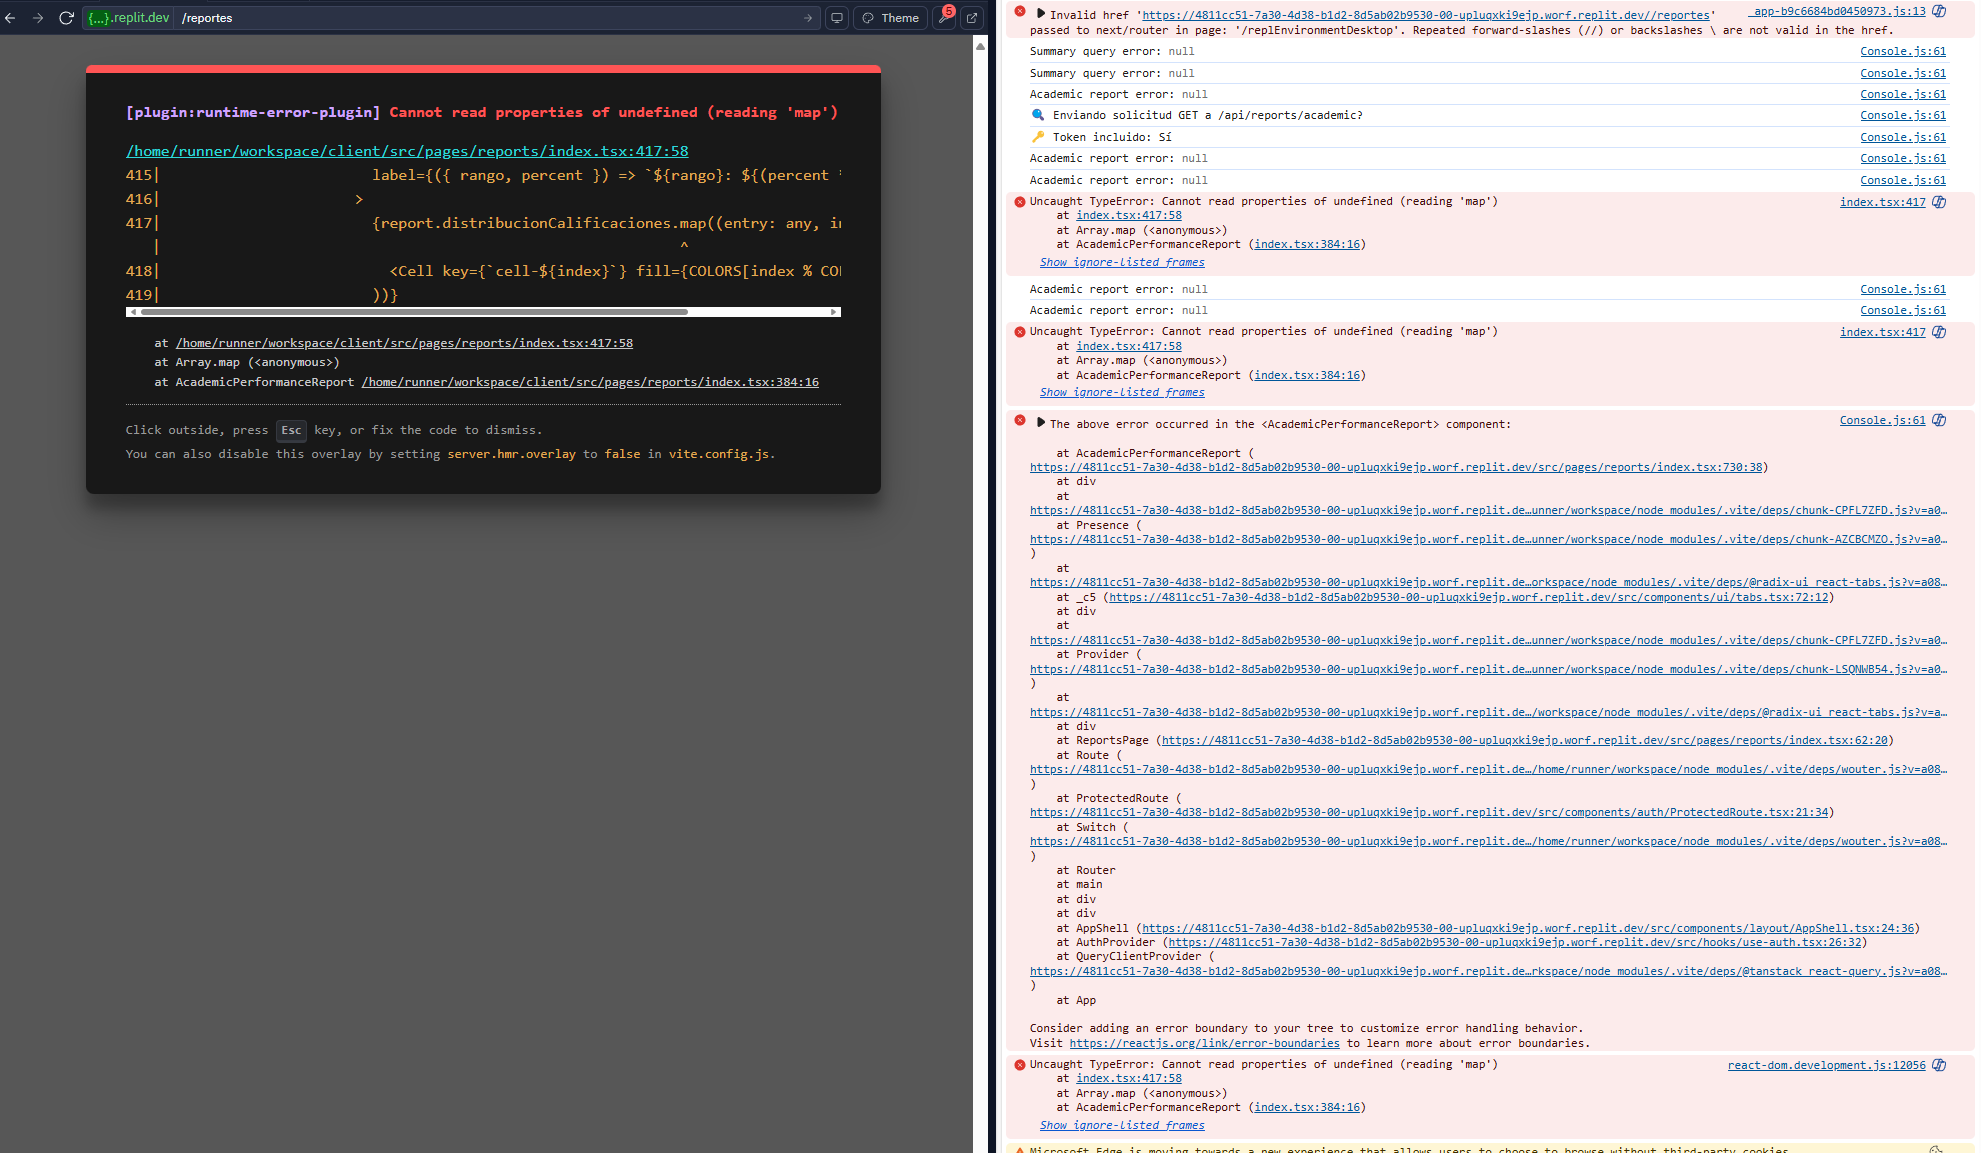 {...}.replit.dev /reportes
Theme
5
[plugin:runtime-error-plugin] Cannot read properties of undefined (reading 'map')
/home/runner/workspace/client/src/pages/reports/index.tsx:417:58
415| label={({ rango, percent }) => `${rango}: ${(percent *
416| >
417| {report.distribucionCalificaciones.map((entry: any, in
| ^
418| <Cell key={`cell-${index}`} fill={COLORS[index % COL
419| ))}
at /home/runner/workspace/client/src/pages/reports/index.tsx:417:58
at Array.map (<anonymous>)
at AcademicPerformanceReport /home/runner/workspace/client/src/pages/reports/index.tsx:384:16
Click outside, press Esc key, or fix the code to dismiss.
You can also disable this overlay by setting server.hmr.overlay to false in vite.config.js.
Invalid href 'https://4811cc51-7a30-4d38-b1d2-8d5ab02b9530-00-upluqxki9ejp.worf.replit.dev//reportes' _app-b9c6684bd0450973.js:13
passed to next/router in page: '/replEnvironmentDesktop'. Repeated forward-slashes (//) or backslashes \ are not valid in the href.
Summary query error: null Console.js:61
Summary query error: null Console.js:61
Academic report error: null Console.js:61
🔍 Enviando solicitud GET a /api/reports/academic? Console.js:61
🔑 Token incluido: Sí Console.js:61
Academic report error: null Console.js:61
Academic report error: null Console.js:61
Uncaught TypeError: Cannot read properties of undefined (reading 'map') index.tsx:417
at index.tsx:417:58
at Array.map (<anonymous>)
at AcademicPerformanceReport (index.tsx:384:16)
Show ignore-listed frames
Academic report error: null Console.js:61
Academic report error: null Console.js:61
Uncaught TypeError: Cannot read properties of undefined (reading 'map') index.tsx:417
at index.tsx:417:58
at Array.map (<anonymous>)
at AcademicPerformanceReport (index.tsx:384:16)
Show ignore-listed frames
The above error occurred in the <AcademicPerformanceReport> component: Console.js:61
at AcademicPerformanceReport (
https://4811cc51-7a30-4d38-b1d2-8d5ab02b9530-00-upluqxki9ejp.worf.replit.dev/src/pages/reports/index.tsx:730:38)
at div
at
https://4811cc51-7a30-4d38-b1d2-8d5ab02b9530-00-upluqxki9ejp.worf.replit.de…unner/workspace/node_modules/.vite/deps/chunk-CPFL7ZFD.js?v=a0…
at Presence (
https://4811cc51-7a30-4d38-b1d2-8d5ab02b9530-00-upluqxki9ejp.worf.replit.de…unner/workspace/node_modules/.vite/deps/chunk-AZCBCMZO.js?v=a0…
)
at
https://4811cc51-7a30-4d38-b1d2-8d5ab02b9530-00-upluqxki9ejp.worf.replit.de…orkspace/node_modules/.vite/deps/@radix-ui_react-tabs.js?v=a08…
at _c5 (https://4811cc51-7a30-4d38-b1d2-8d5ab02b9530-00-upluqxki9ejp.worf.replit.dev/src/components/ui/tabs.tsx:72:12)
at div
at
https://4811cc51-7a30-4d38-b1d2-8d5ab02b9530-00-upluqxki9ejp.worf.replit.de…unner/workspace/node_modules/.vite/deps/chunk-CPFL7ZFD.js?v=a0…
at Provider (
https://4811cc51-7a30-4d38-b1d2-8d5ab02b9530-00-upluqxki9ejp.worf.replit.de…unner/workspace/node_modules/.vite/deps/chunk-LSQNWB54.js?v=a0…
)
at
https://4811cc51-7a30-4d38-b1d2-8d5ab02b9530-00-upluqxki9ejp.worf.replit.de…/workspace/node_modules/.vite/deps/@radix-ui_react-tabs.js?v=a…
at div
at ReportsPage (https://4811cc51-7a30-4d38-b1d2-8d5ab02b9530-00-upluqxki9ejp.worf.replit.dev/src/pages/reports/index.tsx:62:20)
at Route (
https://4811cc51-7a30-4d38-b1d2-8d5ab02b9530-00-upluqxki9ejp.worf.replit.de…/home/runner/workspace/node_modules/.vite/deps/wouter.js?v=a08…
)
at ProtectedRoute (
https://4811cc51-7a30-4d38-b1d2-8d5ab02b9530-00-upluqxki9ejp.worf.replit.dev/src/components/auth/ProtectedRoute.tsx:21:34)
at Switch (
https://4811cc51-7a30-4d38-b1d2-8d5ab02b9530-00-upluqxki9ejp.worf.replit.de…/home/runner/workspace/node_modules/.vite/deps/wouter.js?v=a08…
)
at Router
at main
at div
at div
at AppShell (https://4811cc51-7a30-4d38-b1d2-8d5ab02b9530-00-upluqxki9ejp.worf.replit.dev/src/components/layout/AppShell.tsx:24:36)
at AuthProvider (https://4811cc51-7a30-4d38-b1d2-8d5ab02b9530-00-upluqxki9ejp.worf.replit.dev/src/hooks/use-auth.tsx:26:32)
at QueryClientProvider (
https://4811cc51-7a30-4d38-b1d2-8d5ab02b9530-00-upluqxki9ejp.worf.replit.de…rkspace/node_modules/.vite/deps/@tanstack_react-query.js?v=a08…
)
at App
Consider adding an error boundary to your tree to customize error handling behavior.
Visit https://reactjs.org/link/error-boundaries to learn more about error boundaries.
Uncaught TypeError: Cannot read properties of undefined (reading 'map') react-dom.development.js:12056
at index.tsx:417:58
at Array.map (<anonymous>)
at AcademicPerformanceReport (index.tsx:384:16)
Show ignore-listed frames
Microsoft Edge is moving towards a new experience that allows users to choose to browse without third-party cookies.